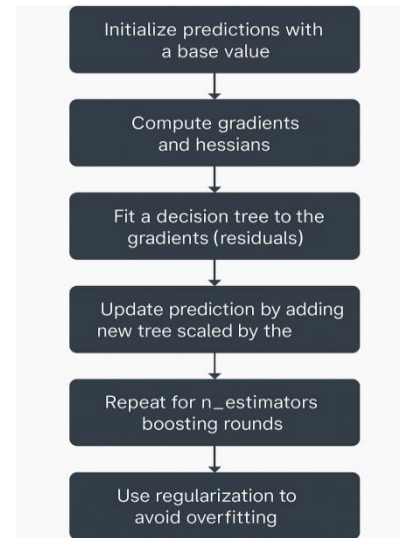 Initialize predictions with
a base value
Compute gradients
and hessians
Fit a decision tree to the
gradients (residuals)
Update prediction by adding
new tree scaled by the
Repeat for n_estimators
boosting rounds
Use regularization to
avoid overfitting